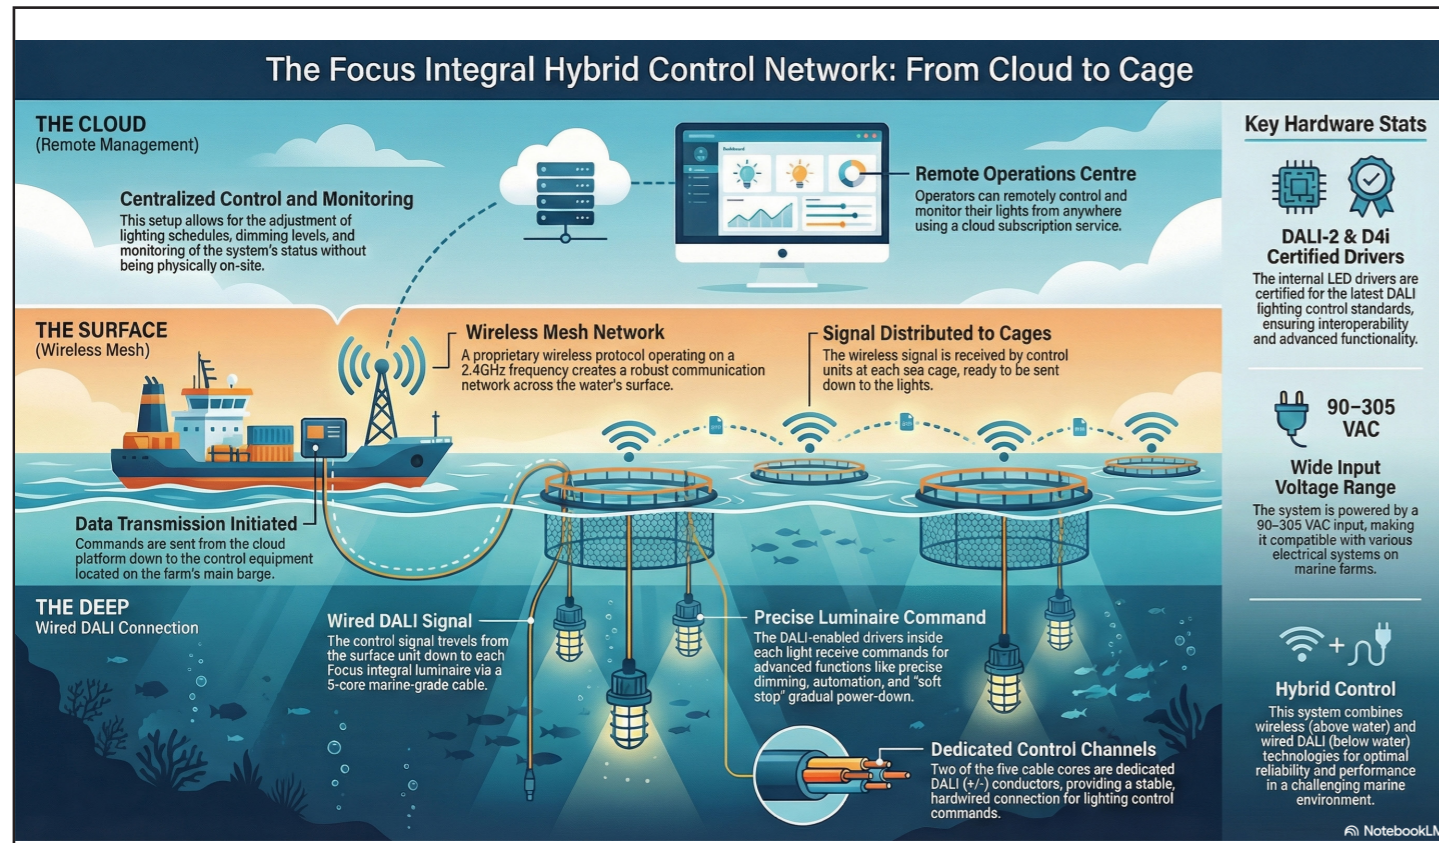 The Focus Integral Hybrid Control Network: From Cloud to Cage
THE CLOUD
(Remote Management)
Centralized Control and Monitoring
This setup allows for the adjustment of
lighting schedules, dimming levels, and
monitoring of the system's status without
being physically on-site.
Dashboard
Remote Operations Centre
Operators can remotely control and
monitor their lights from anywhere
using a cloud subscription service.
THE SURFACE
(Wireless Mesh)
Wireless Mesh Network
A proprietary wireless protocol operating on a
2.4GHz frequency creates a robust communication
network across the water's surface.
Signal Distributed to Cages
The wireless signal is received by control
units at each sea cage, ready to be sent
down to the lights.
Data Transmission Initiated
Commands are sent from the cloud
platform down to the control equipment
located on the farm's main barge.
THE DEEP
Wired DALI Connection
Wired DALI Signal
The control signal trevels from
the surface unit down to each
Focus integral luminaire via a
5-core marine-grade cable.
Precise Luminaire Command
The DALI-enabled drivers inside
each light receive commands for
advanced functions like precise
dimming, automation, and "soft
stop" gradual power-down.
Dedicated Control Channels
Two of the five cable cores are dedicated
DALI (+/-) conductors, providing a stable,
hardwired connection for lighting control
commands.
Key Hardware Stats
DALI-2 & D4i
Certified Drivers
The internal LED drivers are
certified for the latest DALI
lighting control standards,
ensuring interoperability
and advanced functionality.
90–305
VAC
Wide Input
Voltage Range
The system is powered by a
90–305 VAC input, making
it compatible with various
electrical systems on
marine farms.
+
Hybrid Control
This system combines
wireless (above water) and
wired DALI (below water)
technologies for optimal
reliability and performance
in a challenging marine
environment.
NotebookLM